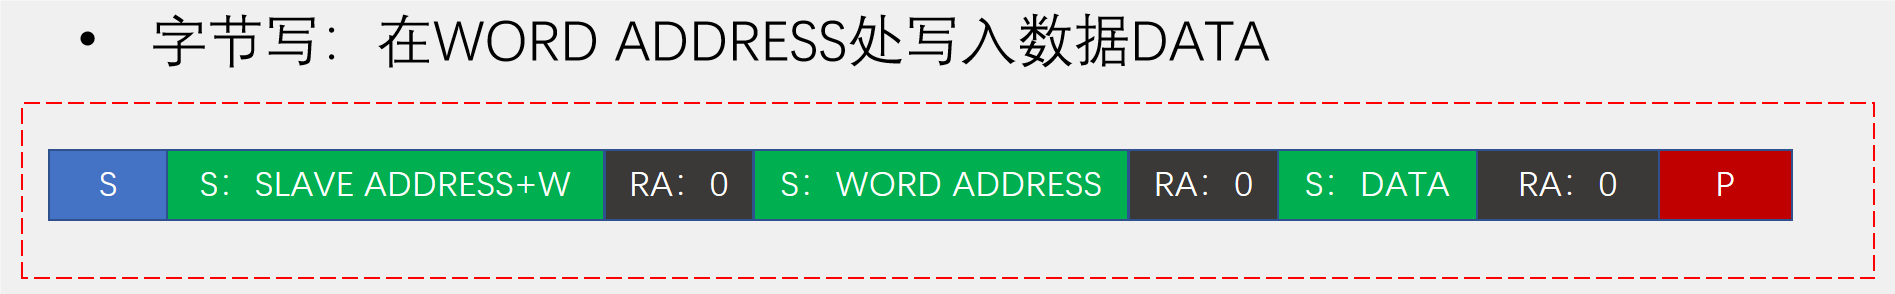 • 字节写：在WORD ADDRESS处写入数据DATA
S S：SLAVE ADDRESS+W RA：0 S：WORD ADDRESS RA：0 S：DATA RA：0 P